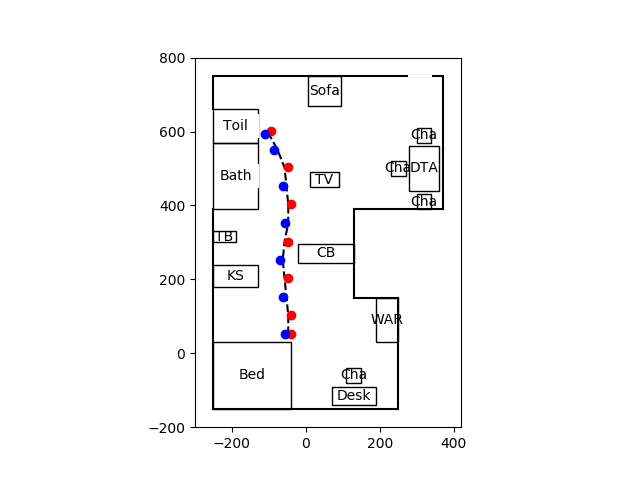 800
600
400
200
0
−200
−200
0
200
400
Sofa
Toil
Cha
Bath
TV
Cha
DTA
Cha
TB
CB
KS
WAR
Bed
Cha
Desk